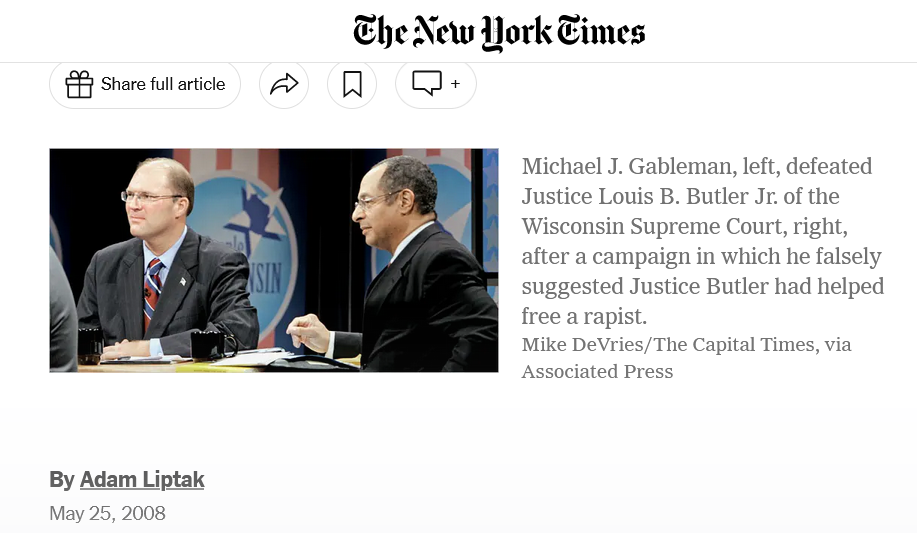 The New York Times
Share full article
+
Michael J. Gableman, left, defeated
Justice Louis B. Butler Jr. of the
Wisconsin Supreme Court, right,
after a campaign in which he falsely
suggested Justice Butler had helped
free a rapist.
Mike DeVries/The Capital Times, via
Associated Press
By Adam Liptak
May 25, 2008